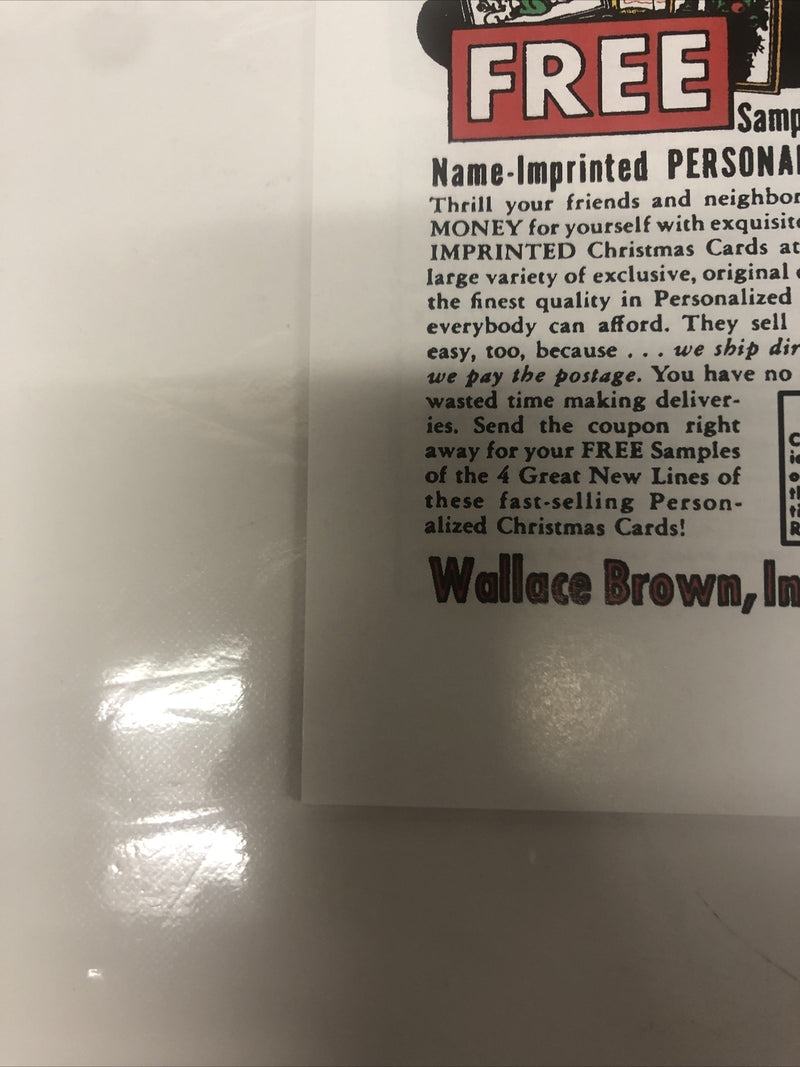 FREE
Samp
Name-Imprinted PERSONA
Thrill your friends and neighbor
MONEY for yourself with exquisite
IMPRINTED Christmas Cards at
large variety of exclusive, original
the finest quality in Personalized
everybody can afford. They sell
easy, too, because . . . we ship dir
we pay the postage. You have no
wasted time making deliver-
ies. Send the coupon right
away for your FREE Samples
of the 4 Great New Lines of
these fast-selling Person-
alized Christmas Cards!
Wallace Brown, In